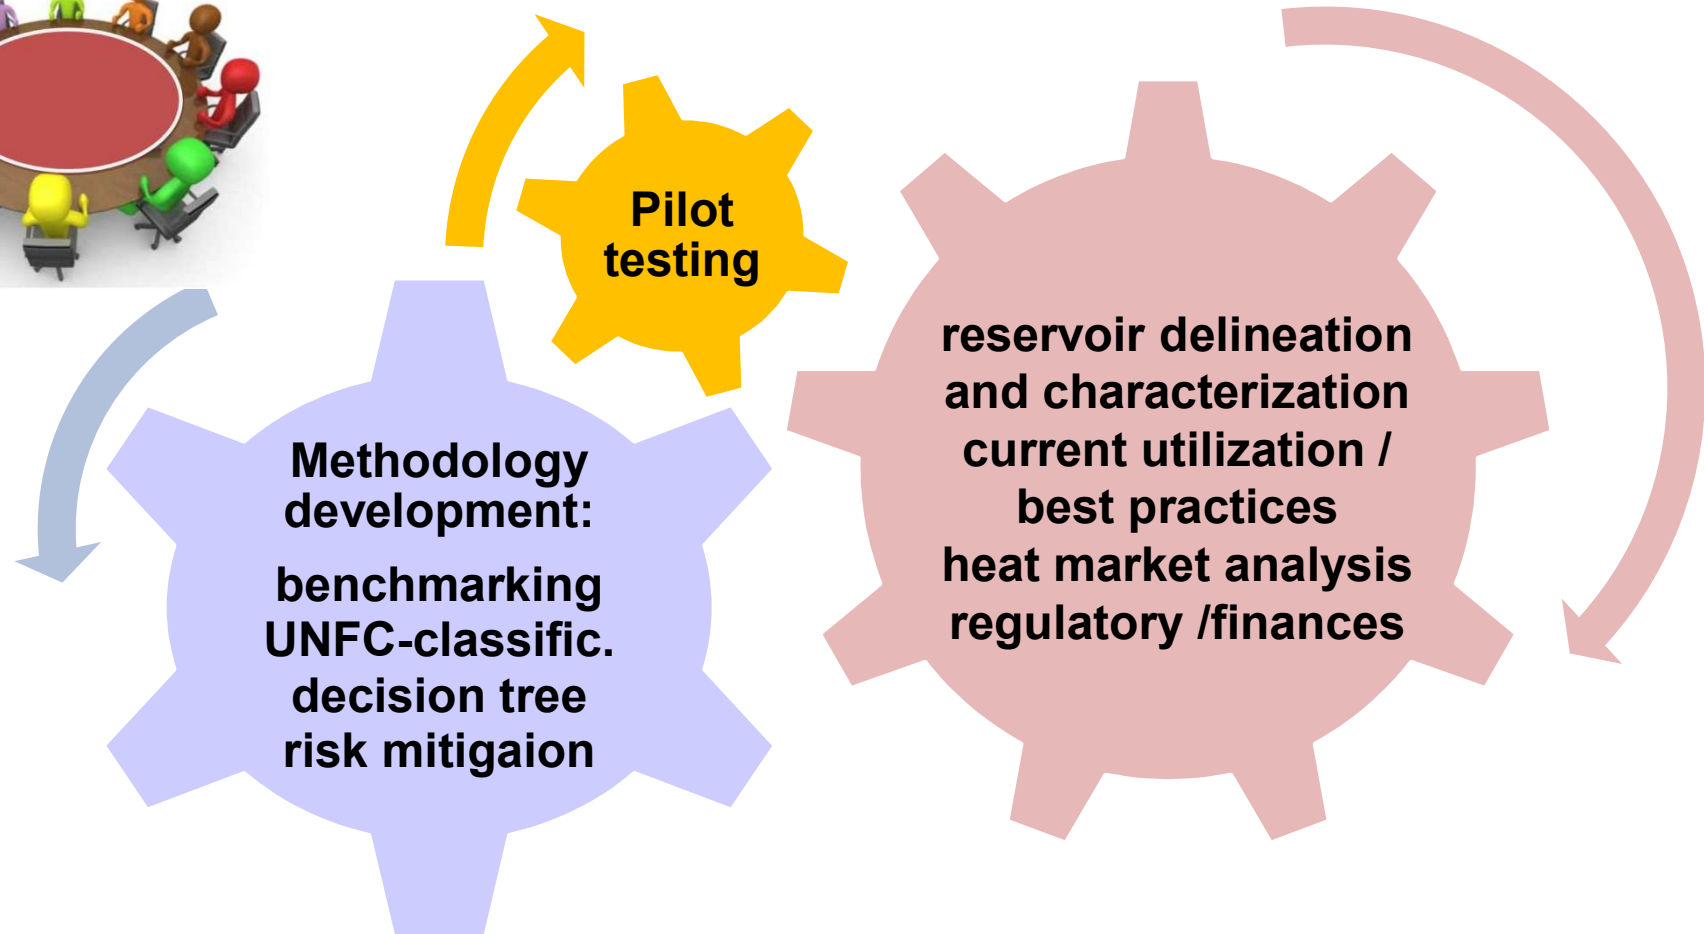 Pilot
testing
Methodology
development:
benchmarking
UNFC-classific.
decision tree
risk mitigaion
reservoir delineation
and characterization
current utilization /
best practices
heat market analysis
regulatory /finances